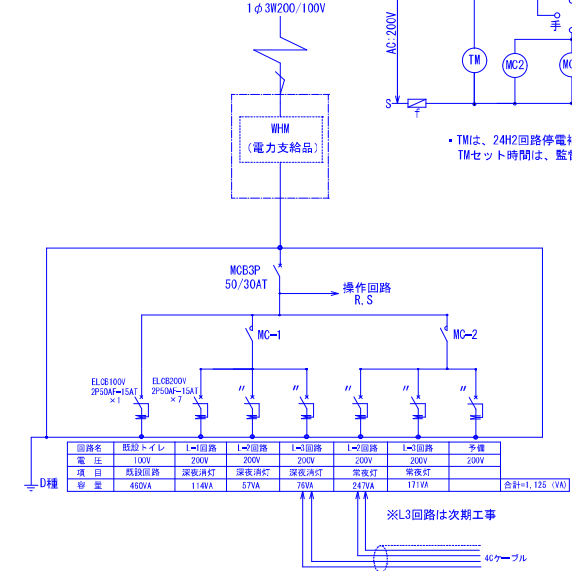 1φ3W200/100V
AC:200V
手
TM
MC2
S
WHM
(電力支給品)
・TMは、24H2回路停電
TMセット時間は、監
MCB3P
50/30AT
操作回路
R,S
MC-1
MC-2
ELCB100V
2P50AF-15AT
×1
ELCB200V
2P50AF-15AT
×7
〃 〃 〃 〃 〃
回路名 既設トイレ L-1回路 L-2回路 L-3回路 L-2回路 L-3回路 予備
電圧 100V 200V 200V 200V 200V 200V 200V
項目 既設回路 深夜消灯 深夜消灯 深夜消灯 常夜灯 常夜灯
容量 460VA 114VA 57VA 76VA 247VA 171VA 合計=1,125 (VA)
D種
※L3回路は次期工事
4Cケーブル